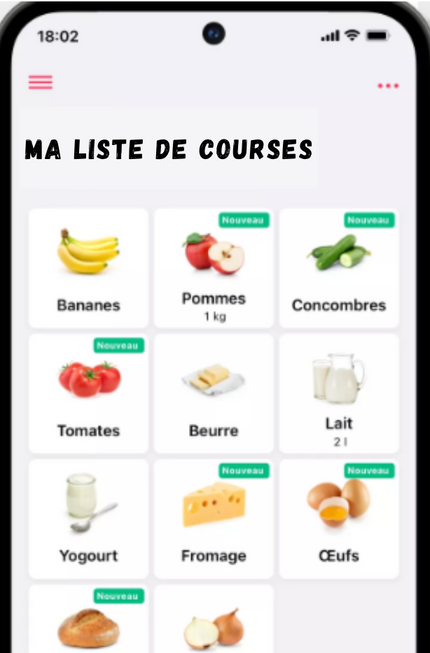 18:02
MA LISTE DE COURSES
Nouveau
Nouveau
Bananes
Pommes
1 kg
Concombres
Nouveau
Tomates
Beurre
Lait
2 l
Nouveau
Nouveau
Yogourt
Fromage
Œufs
Nouveau